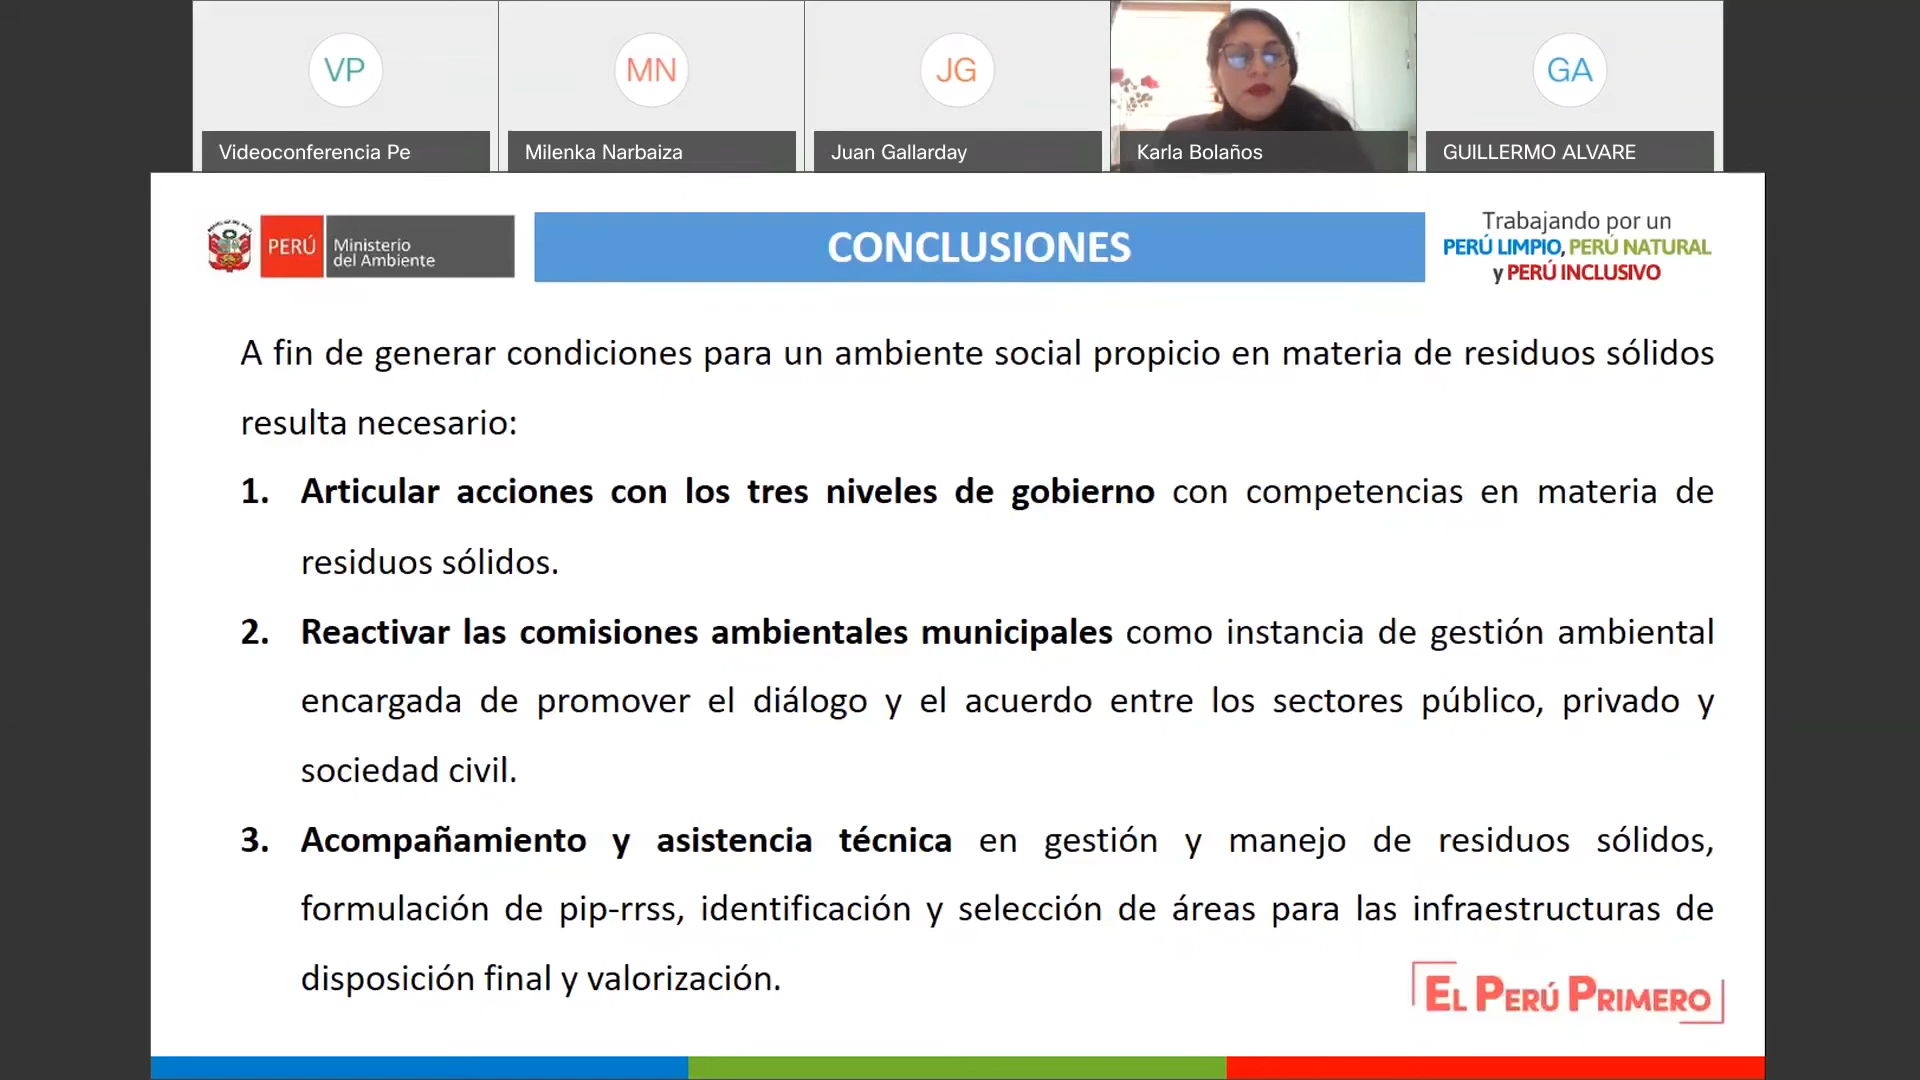 VP
MN
JG
GA
Videoconferencia Pe
Milenka Narbaiza
Juan Gallarday
Karla Bolaños
GUILLERMO ALVARE
PERÚ
Ministerio
del Ambiente
CONCLUSIONES
Trabajando por un
PERÚ LIMPIO, PERÚ NATURAL
y PERÚ INCLUSIVO
A fin de generar condiciones para un ambiente social propicio en materia de residuos sólidos
resulta necesario:
1. Articular acciones con los tres niveles de gobierno con competencias en materia de
residuos sólidos.
2. Reactivar las comisiones ambientales municipales como instancia de gestión ambiental
encargada de promover el diálogo y el acuerdo entre los sectores público, privado y
sociedad civil.
3. Acompañamiento y asistencia técnica en gestión y manejo de residuos sólidos,
formulación de pip-rrss, identificación y selección de áreas para las infraestructuras de
disposición final y valorización.
EL PERÚ PRIMERO